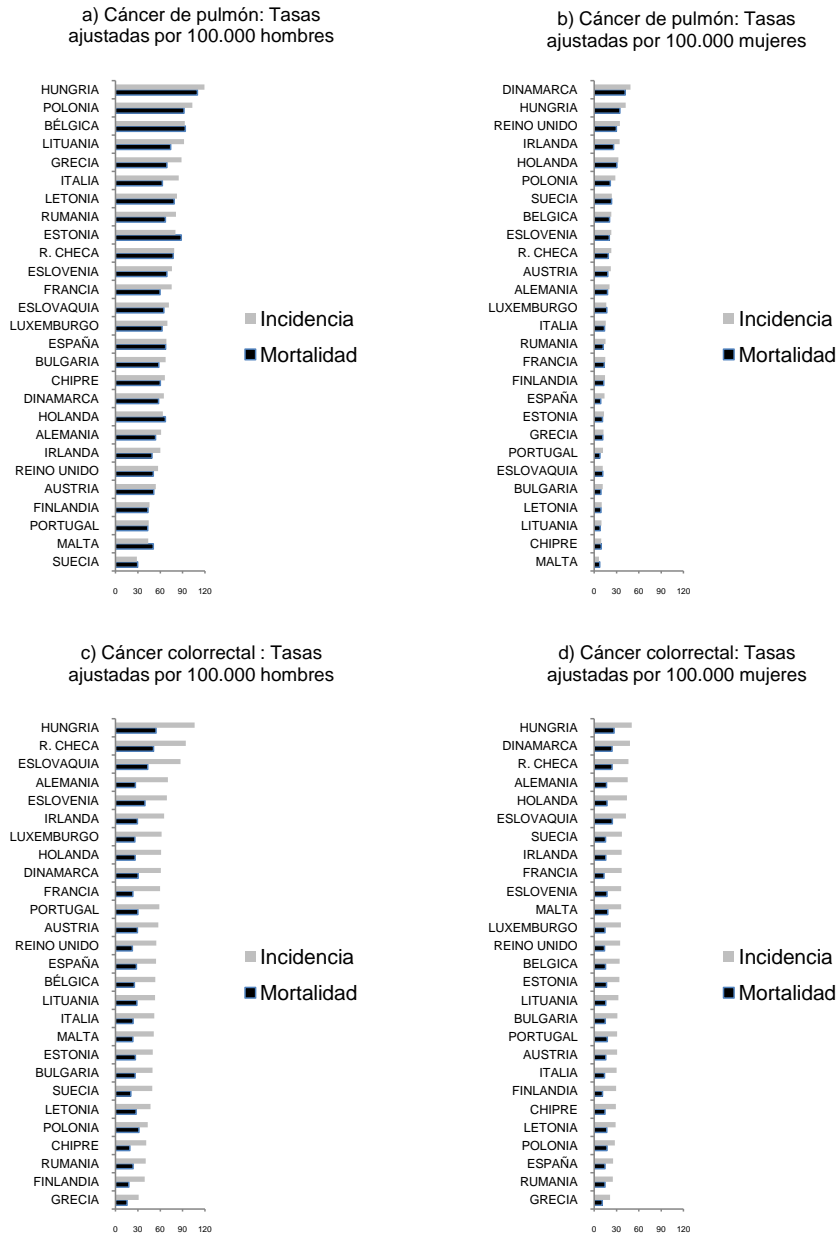 a) Cáncer de pulmón: Tasas
ajustadas por 100.000 hombres
HUNGRIA
POLONIA
BÉLGICA
LITUANIA
GRECIA
ITALIA
LETONIA
RUMANIA
ESTONIA
R. CHECA
ESLOVENIA
FRANCIA
ESLOVAQUIA
LUXEMBURGO
ESPAÑA
BULGARIA
CHIPRE
DINAMARCA
HOLANDA
ALEMANIA
IRLANDA
REINO UNIDO
AUSTRIA
FINLANDIA
PORTUGAL
MALTA
SUECIA
0 30 60 90 120
Incidencia
Mortalidad
b) Cáncer de pulmón: Tasas
ajustadas por 100.000 mujeres
DINAMARCA
HUNGRIA
REINO UNIDO
IRLANDA
HOLANDA
POLONIA
SUECIA
BELGICA
ESLOVENIA
R. CHECA
AUSTRIA
ALEMANIA
LUXEMBURGO
ITALIA
RUMANIA
FRANCIA
FINLANDIA
ESPAÑA
ESTONIA
GRECIA
PORTUGAL
ESLOVAQUIA
BULGARIA
LETONIA
LITUANIA
CHIPRE
MALTA
0 30 60 90 120
Incidencia
Mortalidad
c) Cáncer colorrectal : Tasas
ajustadas por 100.000 hombres
HUNGRIA
R. CHECA
ESLOVAQUIA
ALEMANIA
ESLOVENIA
IRLANDA
LUXEMBURGO
HOLANDA
DINAMARCA
FRANCIA
PORTUGAL
AUSTRIA
REINO UNIDO
ESPAÑA
BÉLGICA
LITUANIA
ITALIA
MALTA
ESTONIA
BULGARIA
SUECIA
LETONIA
POLONIA
CHIPRE
RUMANIA
FINLANDIA
GRECIA
0 30 60 90 120
Incidencia
Mortalidad
d) Cáncer colorrectal: Tasas
ajustadas por 100.000 mujeres
HUNGRIA
DINAMARCA
R. CHECA
ALEMANIA
HOLANDA
ESLOVAQUIA
SUECIA
IRLANDA
FRANCIA
ESLOVENIA
MALTA
LUXEMBURGO
REINO UNIDO
BELGICA
ESTONIA
LITUANIA
BULGARIA
PORTUGAL
AUSTRIA
ITALIA
FINLANDIA
CHIPRE
LETONIA
POLONIA
ESPAÑA
RUMANIA
GRECIA
0 30 60 90 120
Incidencia
Mortalidad